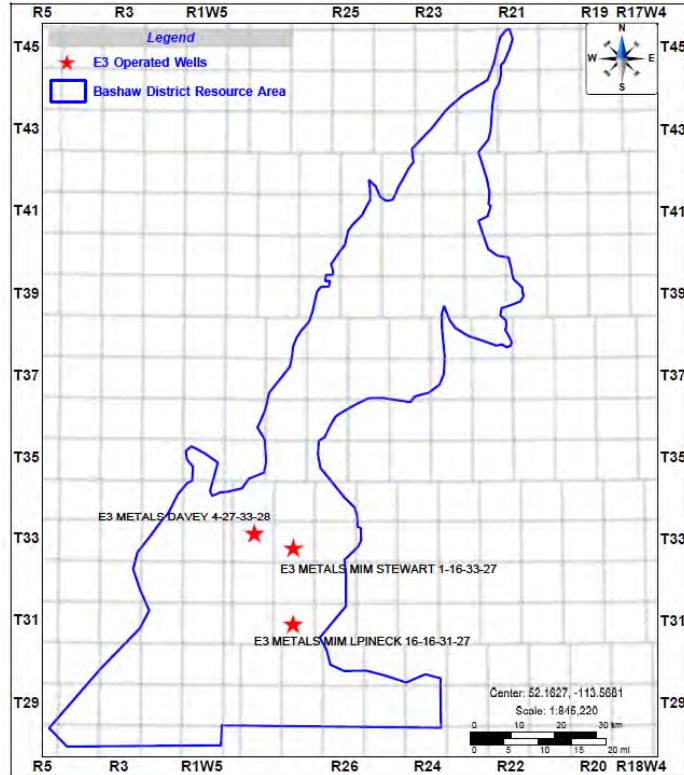 R5 R3 R1W5 R25 R23 R21 R19 R17W4
T45 T45
Legend
N
E3 Operated Wells
W E
Bashaw District Resource Area
S
T43 T43
T41 T41
T39 T39
T37 T37
T35 T35
E3 METALS DAVEY 4-27-33-28
T33 T33
E3 METALS MIM STEWART 1-16-33-27
T31 T31
E3 METALS MIM LPINECK 16-16-31-27
T29 T29
Center: 52.1627, -113.5681
Scale: 1:845,220
0 10 20 30 km
0 5 10 15 20 mi
R5 R3 R1W5 R26 R24 R22 R20 R18W4